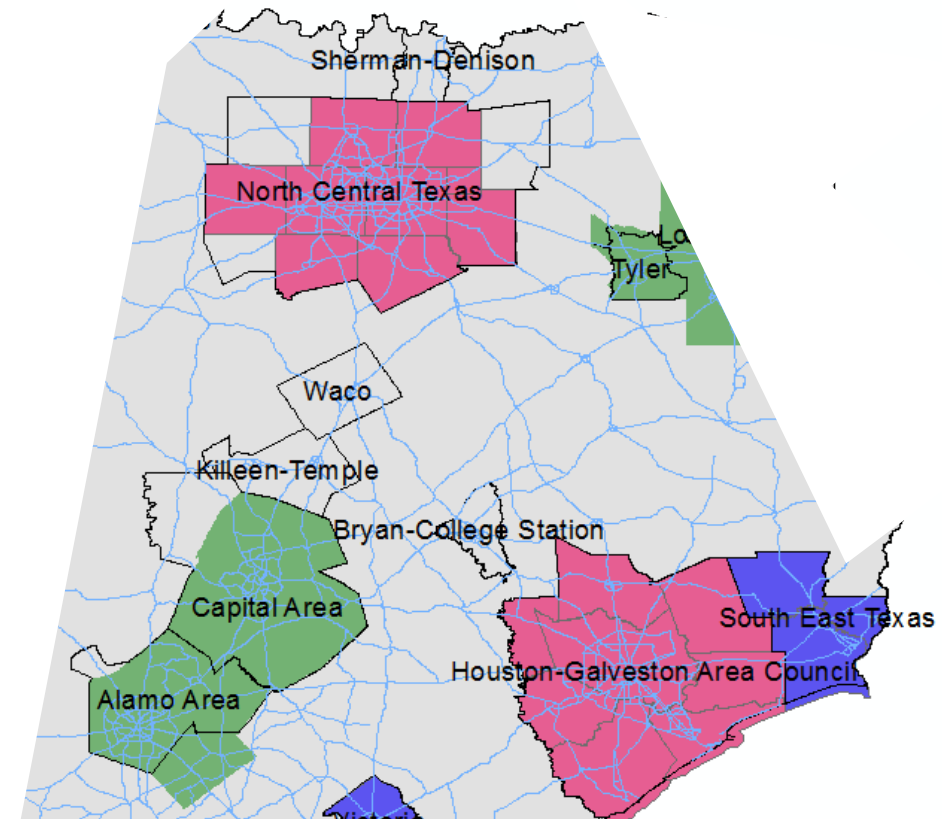 Sherman-Denison
North Central Texas
Lo
Tyler
Waco
Killeen-Temple
Bryan-College Station
Capital Area
South East Texas
Houston-Galveston Area Council
Alamo Area